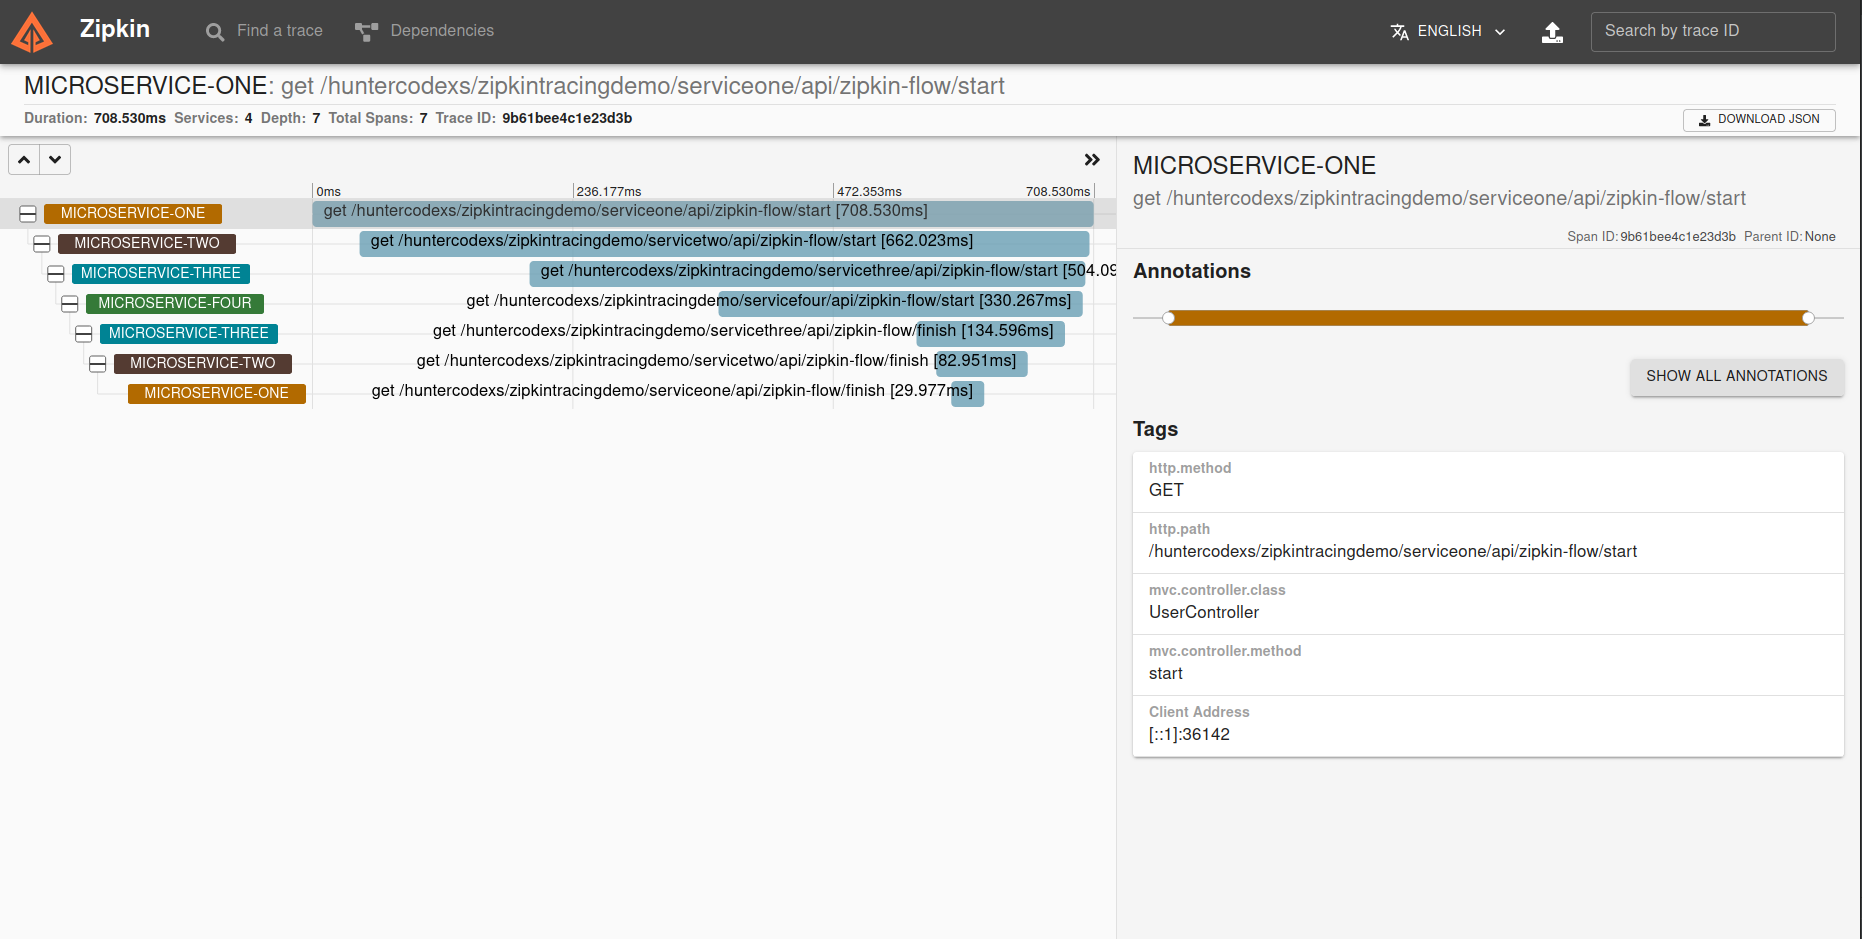 Zipkin Find a trace Dependencies ENGLISH Search by trace ID
MICROSERVICE-ONE: get /huntercodexs/zipkintracingdemo/serviceone/api/zipkin-flow/start
Duration: 708.530ms Services: 4 Depth: 7 Total Spans: 7 Trace ID: 9b61bee4c1e23d3b
DOWNLOAD JSON
0ms 236.177ms 472.353ms 708.530ms
MICROSERVICE-ONE get /huntercodexs/zipkintracingdemo/serviceone/api/zipkin-flow/start [708.530ms]
MICROSERVICE-TWO get /huntercodexs/zipkintracingdemo/servicetwo/api/zipkin-flow/start [662.023ms]
MICROSERVICE-THREE get /huntercodexs/zipkintracingdemo/servicethree/api/zipkin-flow/start [504.09
MICROSERVICE-FOUR get /huntercodexs/zipkintracingdemo/servicefour/api/zipkin-flow/start [330.267ms]
MICROSERVICE-THREE get /huntercodexs/zipkintracingdemo/servicethree/api/zipkin-flow/finish [134.596ms]
MICROSERVICE-TWO get /huntercodexs/zipkintracingdemo/servicetwo/api/zipkin-flow/finish [82.951ms]
MICROSERVICE-ONE get /huntercodexs/zipkintracingdemo/serviceone/api/zipkin-flow/finish [29.977ms]
MICROSERVICE-ONE
get /huntercodexs/zipkintracingdemo/serviceone/api/zipkin-flow/start
Span ID: 9b61bee4c1e23d3b Parent ID: None
Annotations
SHOW ALL ANNOTATIONS
Tags
http.method
GET
http.path
/huntercodexs/zipkintracingdemo/serviceone/api/zipkin-flow/start
mvc.controller.class
UserController
mvc.controller.method
start
Client Address
[::1]:36142